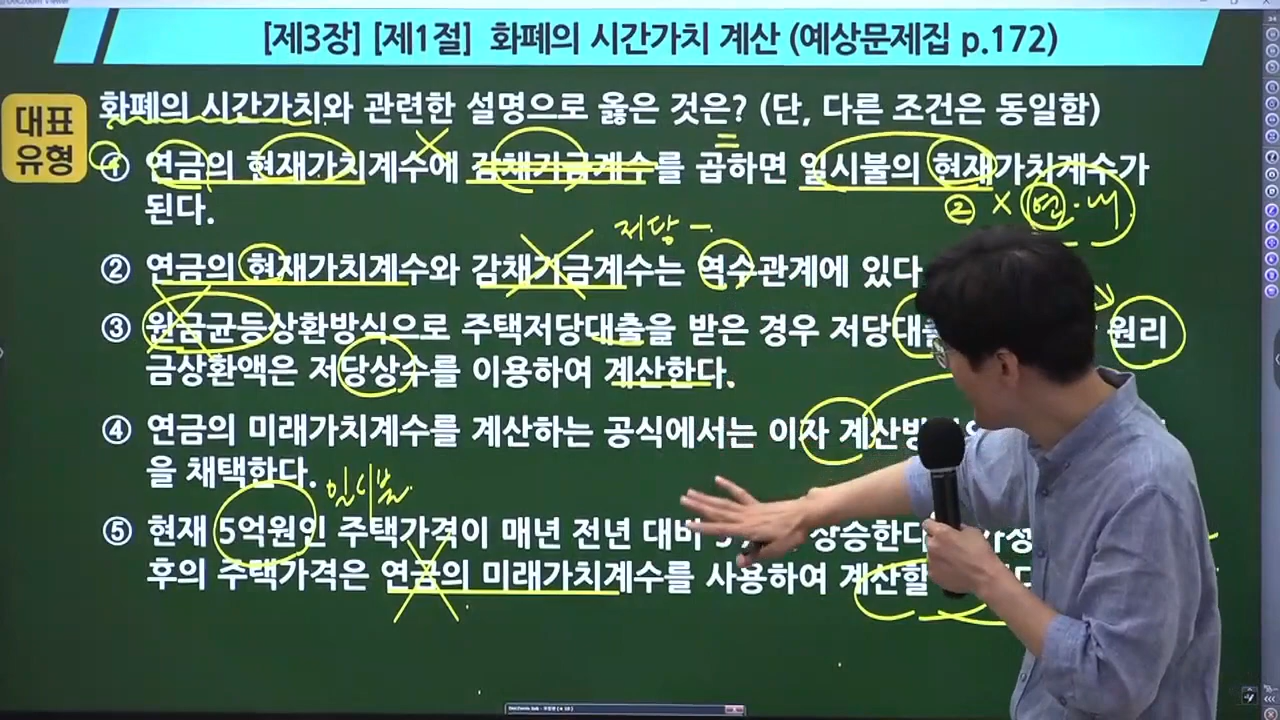 [제3장] [제1절] 화폐의 시간가치 계산 (예상문제집 p.172)
대표
유형
화폐의 시간가치와 관련한 설명으로 옳은 것은? (단, 다른 조건은 동일함)
① 연금의 현재가치계수에 감채기금계수를 곱하면 일시불의 현재가치계수가
된다.
② × 현·내
저당
② 연금의 현재가치계수와 감채기금계수는 역수관계에 있다
③ 원금균등상환방식으로 주택저당대출을 받은 경우 저당대출 원리
금상환액은 저당상수를 이용하여 계산한다.
④ 연금의 미래가치계수를 계산하는 공식에서는 이자 계산방
을 채택한다.
일시불
⑤ 현재 5억원인 주택가격이 매년 전년 대비 상승한다
후의 주택가격은 연금의 미래가치계수를 사용하여 계산할